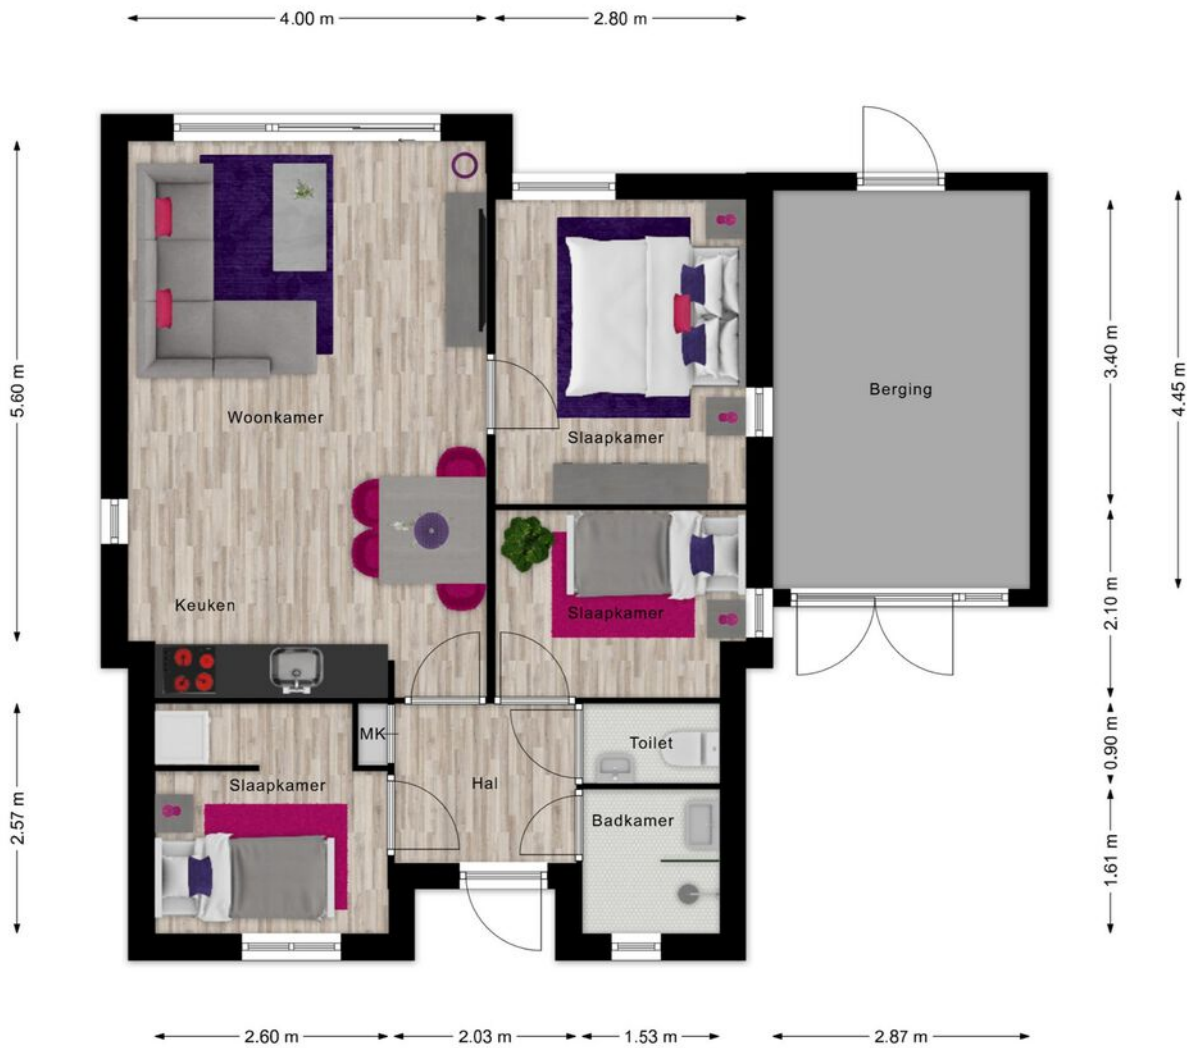 4.00 m
2.80 m
5.60 m
3.40 m
4.45 m
Berging
Woonkamer
Slaapkamer
Keuken
Slaapkamer
2.10 m
MK
Toilet
0.90 m
Slaapkamer
Hal
2.57 m
Badkamer
1.61 m
2.60 m
2.03 m
1.53 m
2.87 m